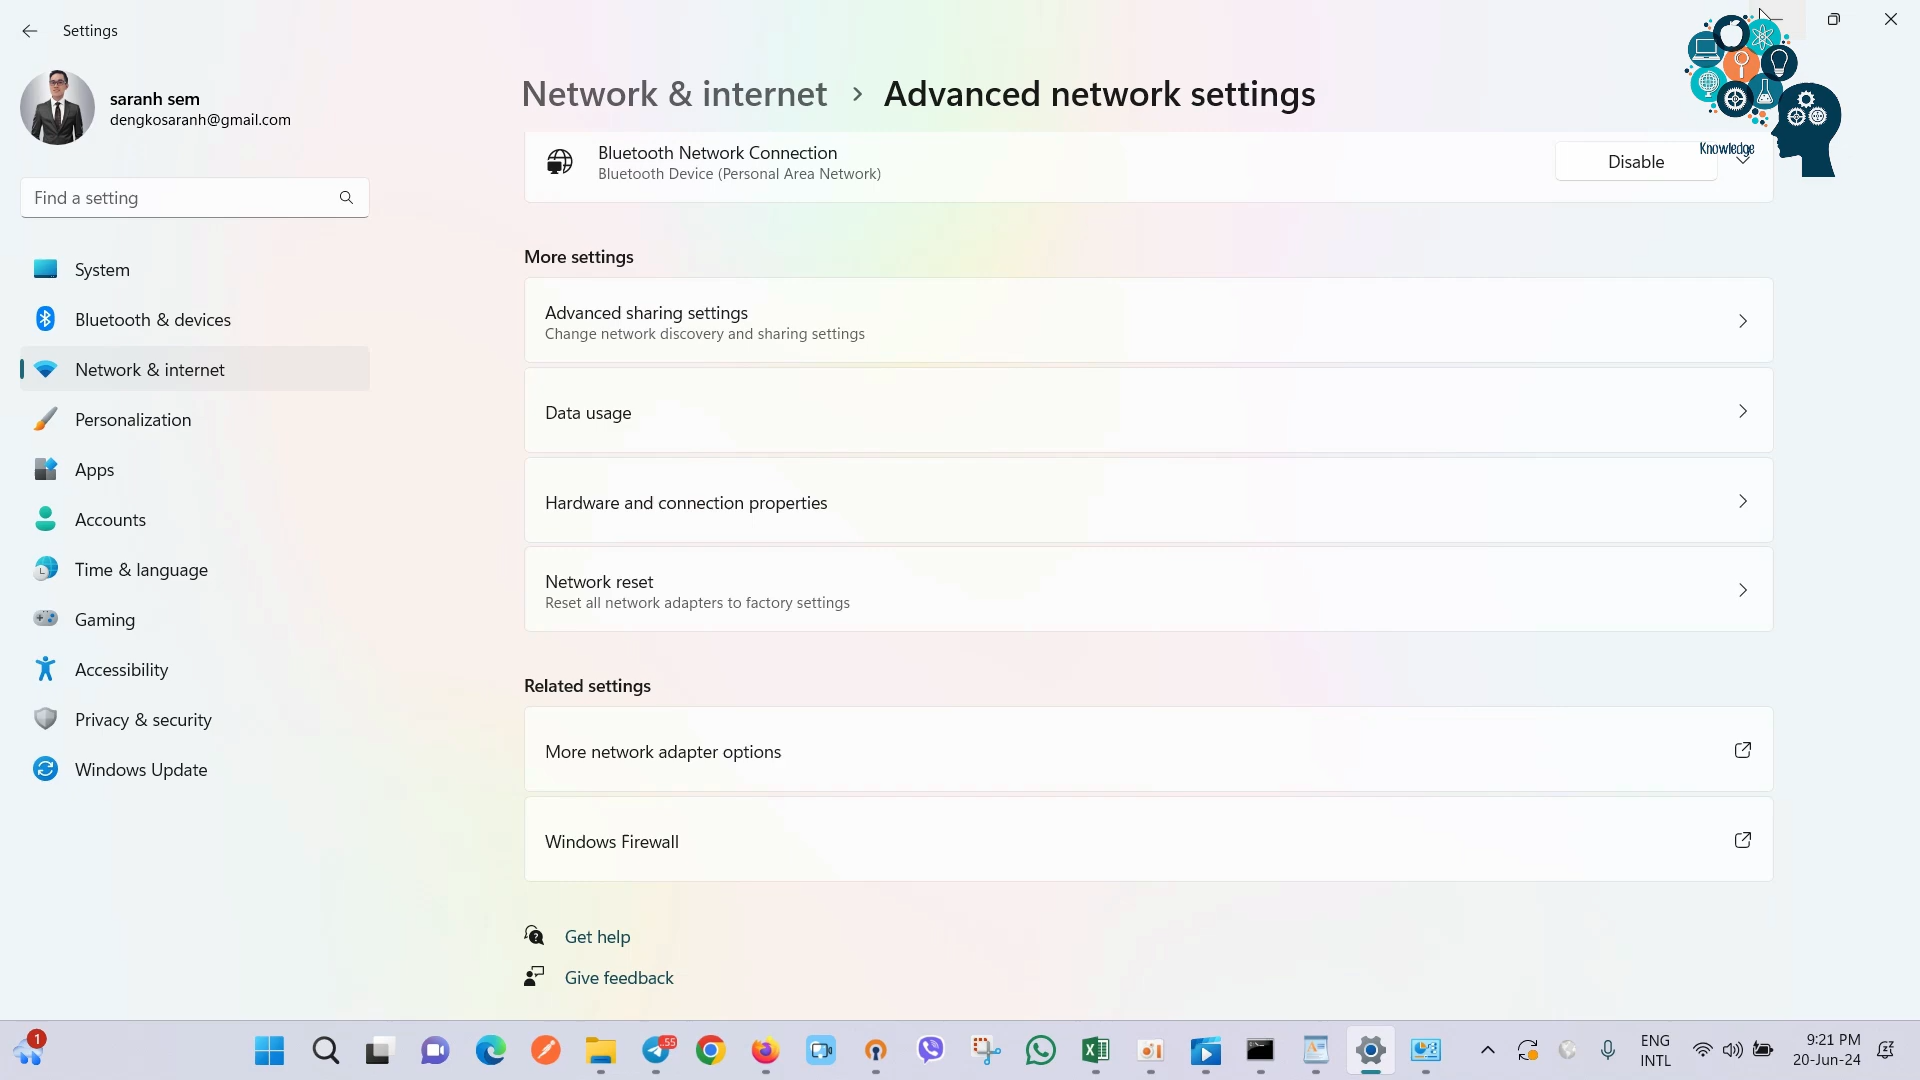 Settings
saranh sem
dengkosaranh@gmail.com
Find a setting
System
Bluetooth & devices
Network & internet
Personalization
Apps
Accounts
Time & language
Gaming
Accessibility
Privacy & security
Windows Update
Network & internet > Advanced network settings
Knowledge
Bluetooth Network Connection
Bluetooth Device (Personal Area Network)
Disable
More settings
Advanced sharing settings
Change network discovery and sharing settings
Data usage
Hardware and connection properties
Network reset
Reset all network adapters to factory settings
Related settings
More network adapter options
Windows Firewall
Get help
Give feedback
1
..55
ENG
INTL
9:21 PM
20-Jun-24